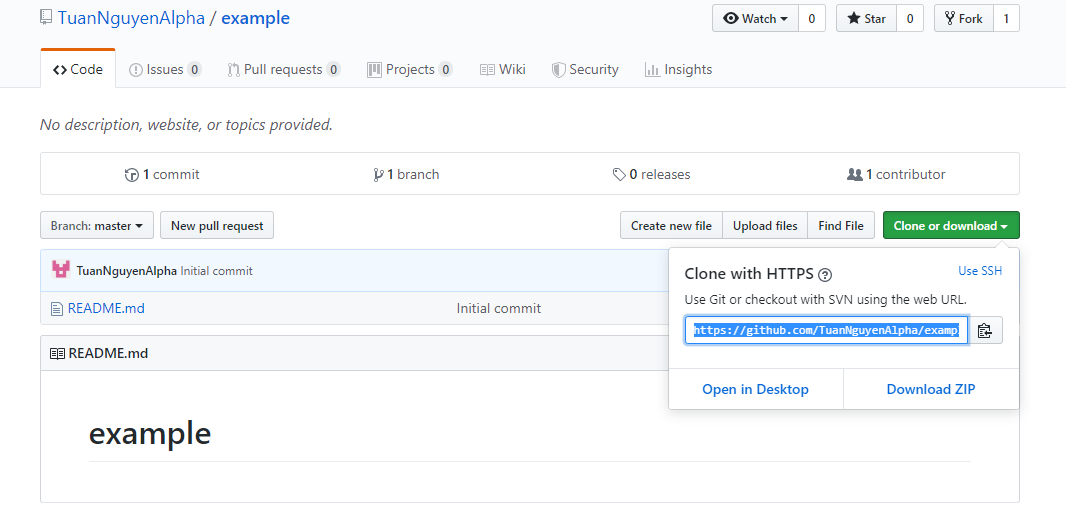 TuanNguyenAlpha / example
Watch 0 Star 0 Fork 1
Code Issues 0 Pull requests 0 Projects 0 Wiki Security Insights
No description, website, or topics provided.
1 commit 1 branch 0 releases 1 contributor
Branch: master New pull request Create new file Upload files Find File Clone or download
TuanNguyenAlpha Initial commit
README.md Initial commit
Clone with HTTPS Use SSH
Use Git or checkout with SVN using the web URL.
https://github.com/TuanNguyenAlpha/examp
Open in Desktop Download ZIP
README.md
example